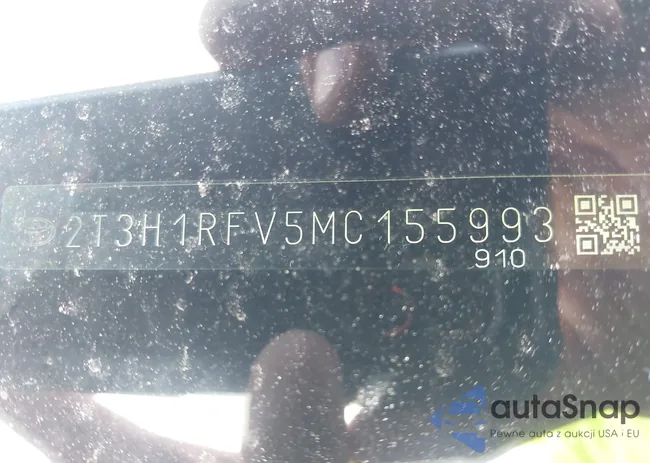 2T3H1RFV5MC155993
910
autaSnap
Pewne auta z aukcji USA i EU